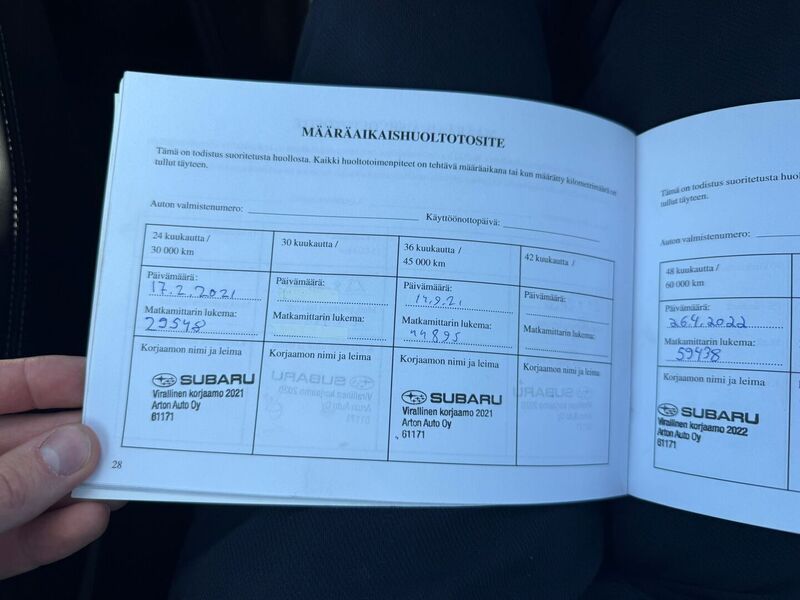 MÄÄRÄAIKAISHUOLTOTOSITE
Tämä on todistus suoritetusta huollosta. Kaikki huoltotoimenpiteet on tehtävä määräaikana tai kun määrätty kilometrimäärä on
tullut täyteen.
Auton valmistenumero:
Käyttöönottopäivä:
24 kuukautta /
30 000 km
Päivämäärä:
17.2.2021
Matkamittarin lukema:
29548
Korjaamon nimi ja leima
SUBARU
Virallinen korjaamo 2021
Arton Auto Oy
61171
30 kuukautta /
Päivämäärä:
Matkamittarin lukema:
Korjaamon nimi ja leima
36 kuukautta /
45 000 km
Päivämäärä:
14.9.21
Matkamittarin lukema:
44895
Korjaamon nimi ja leima
SUBARU
Virallinen korjaamo 2021
Arton Auto Oy
61171
42 kuukautta /
Päivämäärä:
Matkamittarin lukema:
Korjaamon nimi ja leima
28
Tämä on todistus suoritetusta
tullut täyteen.
Auton valmistenumero:
48 kuukautta /
60 000 km
Päivämäärä:
26.4.2022
Matkamittarin lukema:
59438
Korjaamon nimi ja leima
SUBARU
Virallinen korjaamo 2022
Arton Auto Oy
61171